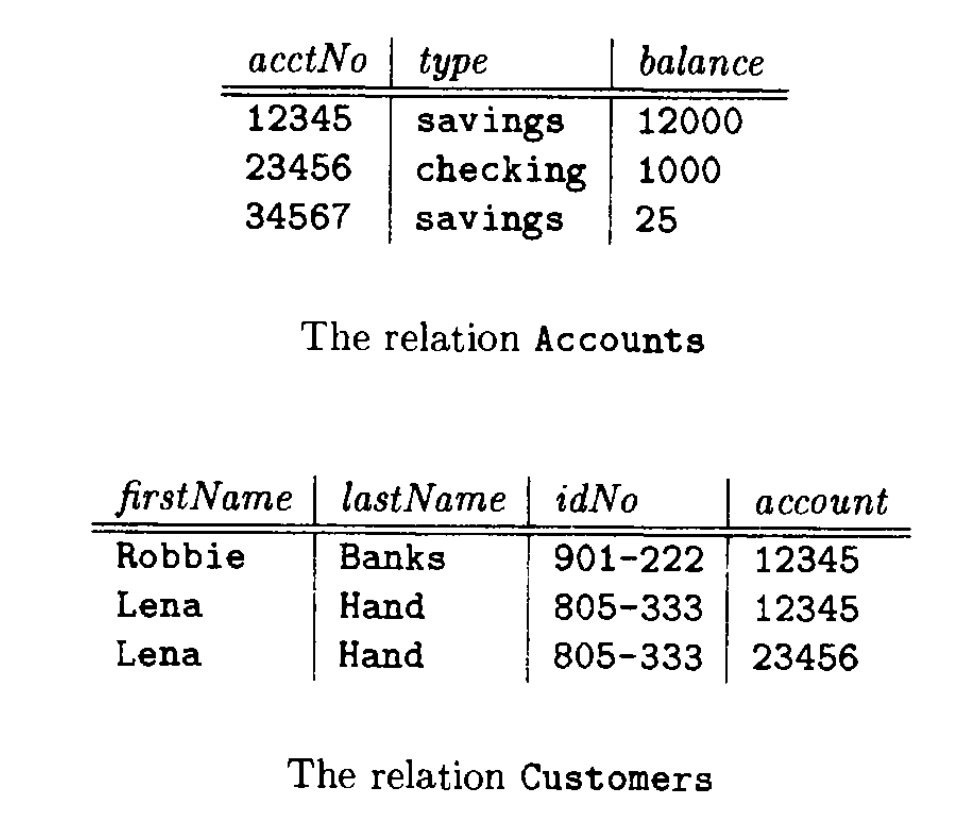 acctNo type balance
12345 savings 12000
23456 checking 1000
34567 savings 25
The relation Accounts
firstName lastName idNo account
Robbie Banks 901-222 12345
Lena Hand 805-333 12345
Lena Hand 805-333 23456
The relation Customers